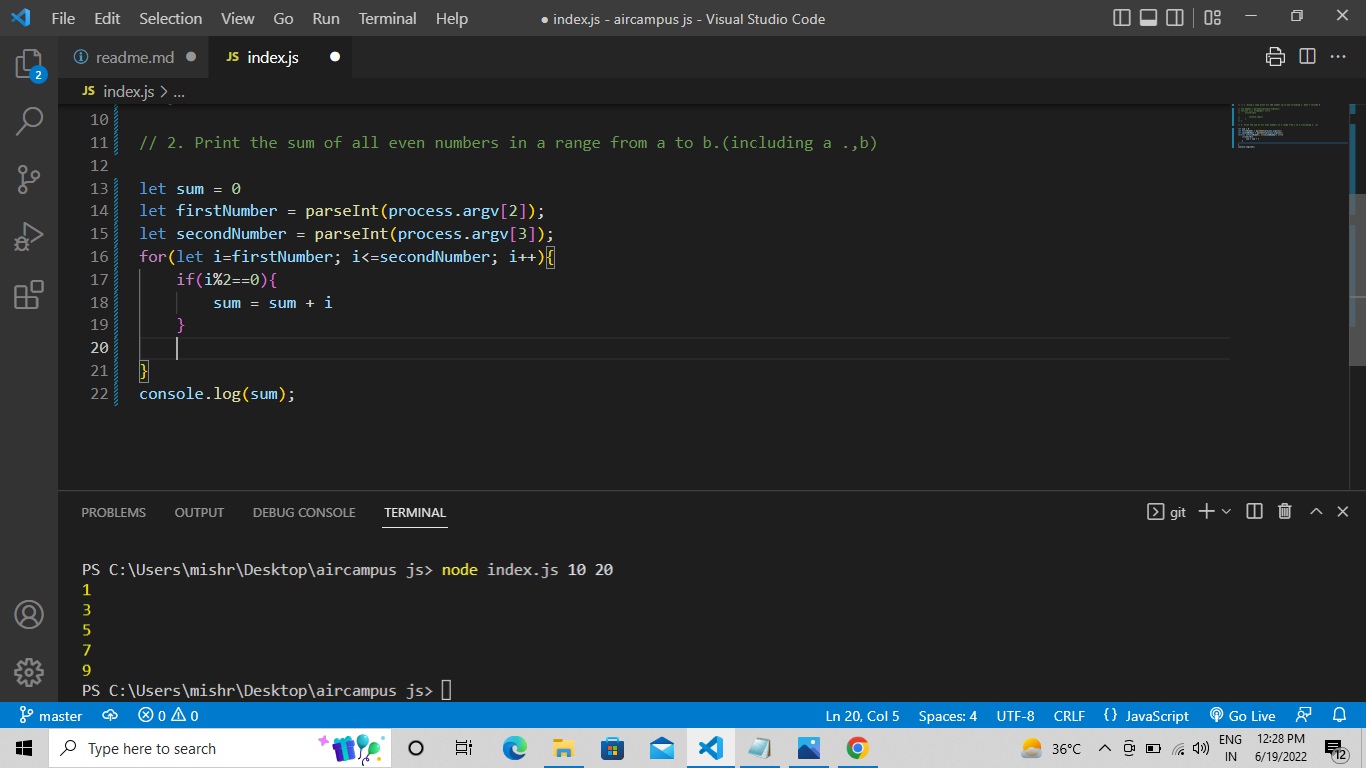 File Edit Selection View Go Run Terminal Help ● index.js - aircampus js - Visual Studio Code
readme.md JS index.js
2
JS index.js > ...
10
11 // 2. Print the sum of all even numbers in a range from a to b.(including a .,b)
12
13 let sum = 0
14 let firstNumber = parseInt(process.argv[2]);
15 let secondNumber = parseInt(process.argv[3]);
16 for(let i=firstNumber; i<=secondNumber; i++){
17 if(i%2==0){
18 sum = sum + i
19 }
20
21 }
22 console.log(sum);
PROBLEMS OUTPUT DEBUG CONSOLE TERMINAL git
PS C:\Users\mishr\Desktop\aircampus js> node index.js 10 20
1
3
5
7
9
PS C:\Users\mishr\Desktop\aircampus js>
master 0 0 Ln 20, Col 5 Spaces: 4 UTF-8 CRLF {} JavaScript Go Live
Type here to search 36°C ENG IN 12:28 PM 6/19/2022 12